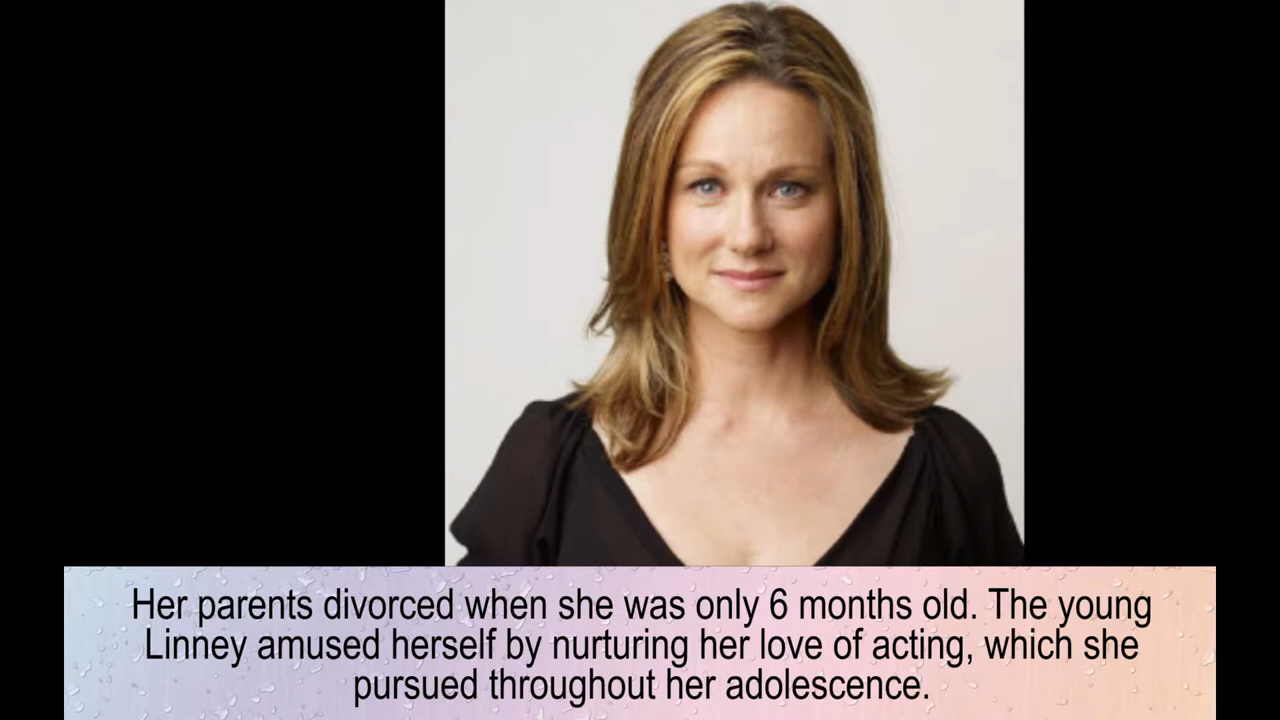 Her parents divorced when she was only 6 months old. The young
Linney amused herself by nurturing her love of acting, which she
pursued throughout her adolescence.